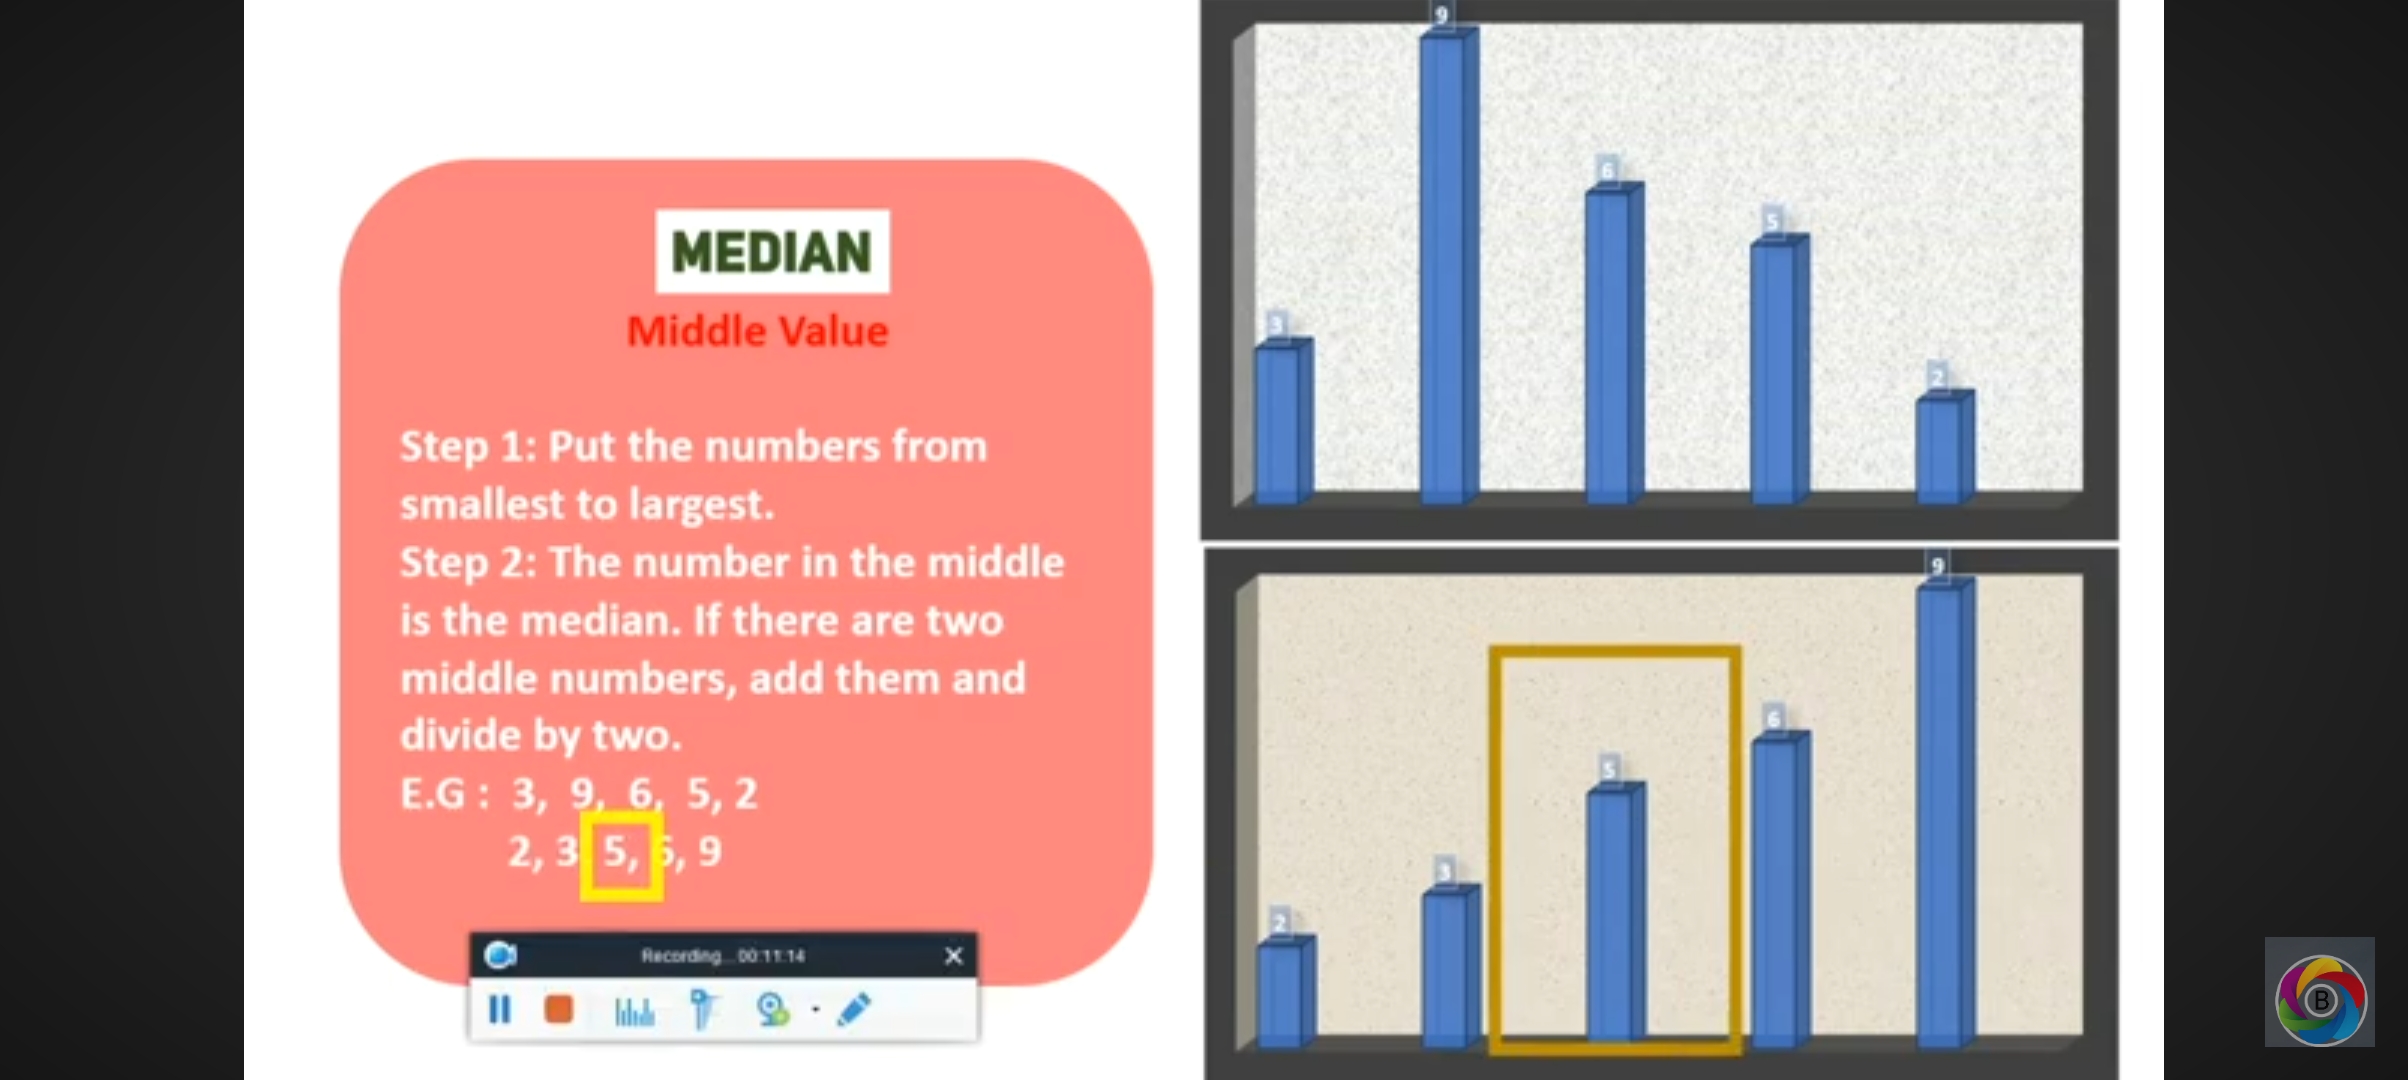 MEDIAN
Middle Value
Step 1: Put the numbers from
smallest to largest.
Step 2: The number in the middle
is the median. If there are two
middle numbers, add them and
divide by two.
E.G : 3, 9, 6, 5, 2
2, 3 5, 6, 9
Recording... 00:11:14
3
9
6
5
2
2
3
5
6
9
B